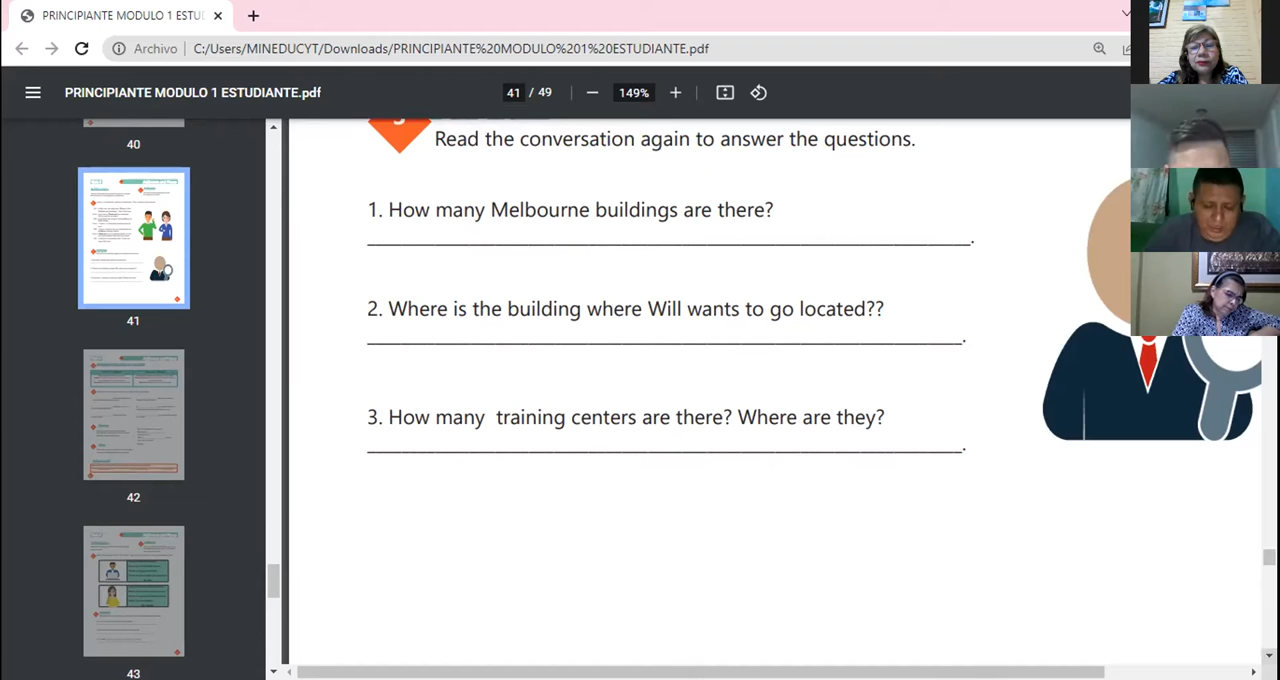 PRINCIPIANTE MODULO 1 ESTU
Archivo
C:/Users/MINEDUCYT/Downloads/PRINCIPIANTE%20MODULO%201%20ESTUDIANTE.pdf
PRINCIPIANTE MODULO 1 ESTUDIANTE.pdf
41 / 49
149%
40
41
42
43
Read the conversation again to answer the questions.
1. How many Melbourne buildings are there?
2. Where is the building where Will wants to go located??
3. How many training centers are there? Where are they?